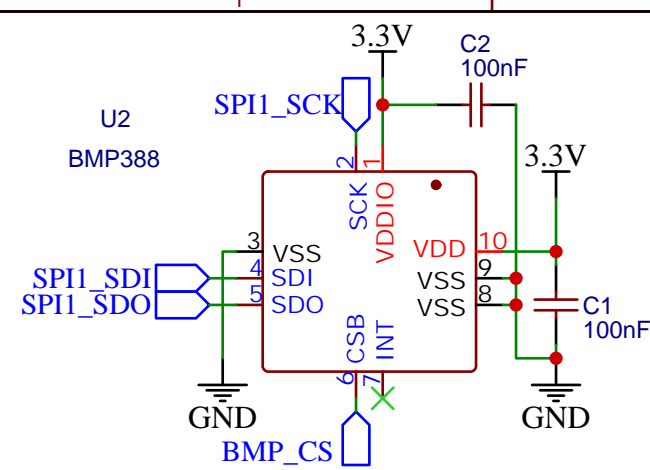 3.3V
C2
100nF
SPI1_SCK
U2
BMP388
3.3V
2
1
SCK
VDDIO
3
VSS
VDD
10
SPI1_SDI
4
SDI
VSS
9
SPI1_SDO
5
SDO
VSS
8
C1
100nF
CSB
INT
6
7
GND
GND
BMP_CS